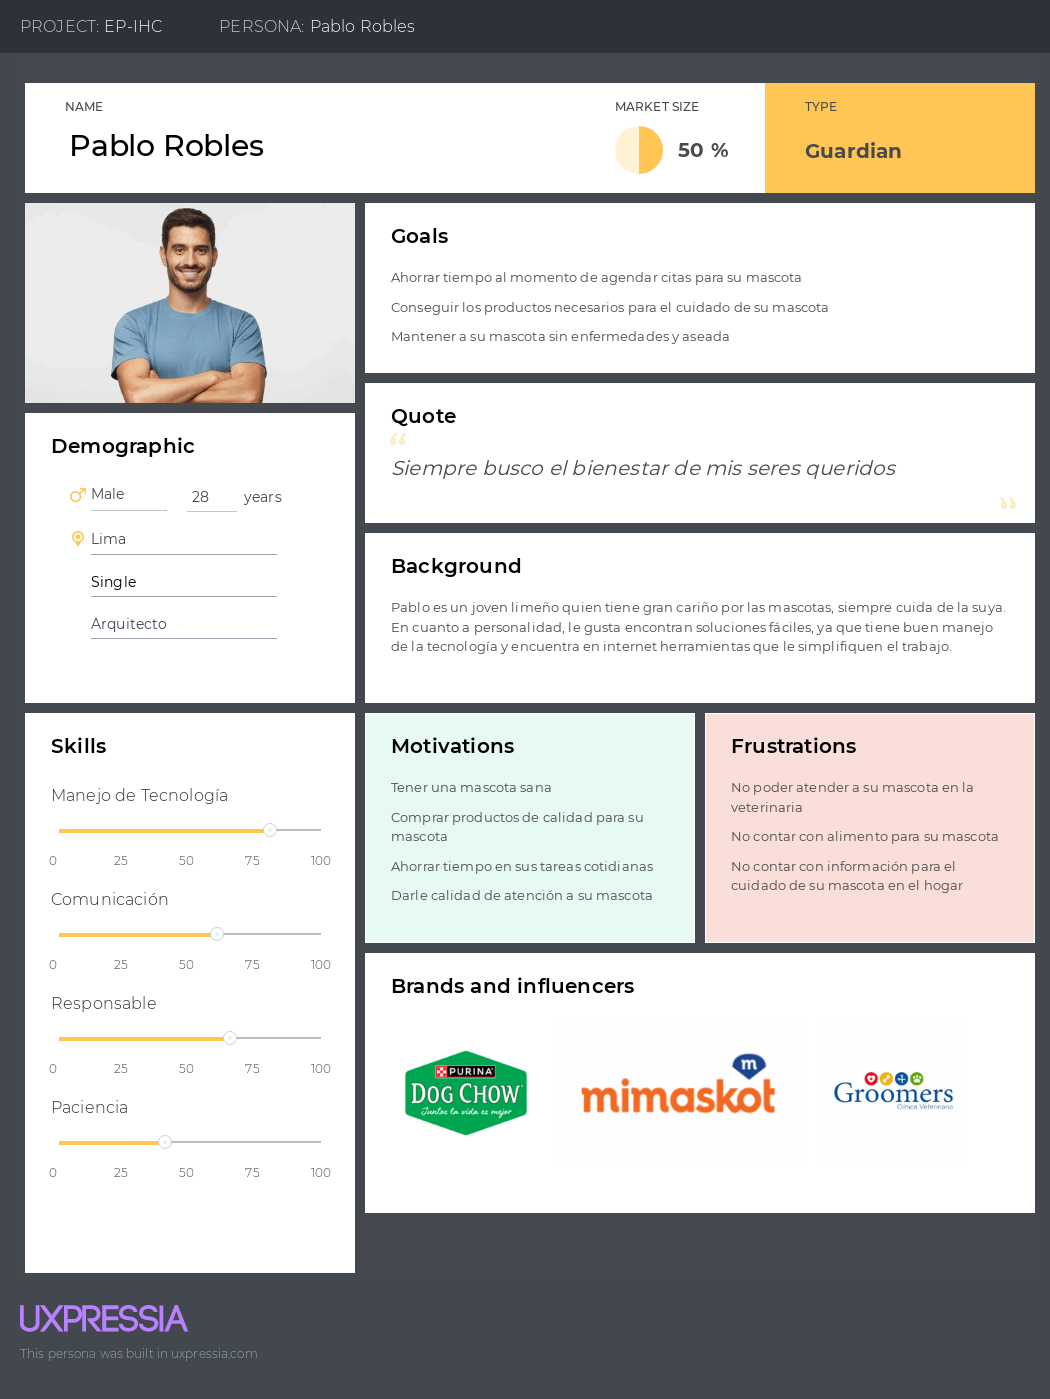 PROJECT: EP-IHC
PERSONA: Pablo Robles
NAME
Pablo Robles
MARKET SIZE
50 %
TYPE
Guardian
Goals
Ahorrar tiempo al momento de agendar citas para su mascota
Conseguir los productos necesarios para el cuidado de su mascota
Mantener a su mascota sin enfermedades y aseada
Quote
“
Siempre busco el bienestar de mis seres queridos
”
Demographic
Male
28 years
Lima
Single
Arquitecto
Background
Pablo es un joven limeño quien tiene gran cariño por las mascotas, siempre cuida de la suya.
En cuanto a personalidad, le gusta encontran soluciones fáciles, ya que tiene buen manejo
de la tecnología y encuentra en internet herramientas que le simplifiquen el trabajo.
Skills
Manejo de Tecnología
0 25 50 75 100
Comunicación
0 25 50 75 100
Responsable
0 25 50 75 100
Paciencia
0 25 50 75 100
Motivations
Tener una mascota sana
Comprar productos de calidad para su
mascota
Ahorrar tiempo en sus tareas cotidianas
Darle calidad de atención a su mascota
Frustrations
No poder atender a su mascota en la
veterinaria
No contar con alimento para su mascota
No contar con información para el
cuidado de su mascota en el hogar
Brands and influencers
PURINA
DOG CHOW
Juntos la vida es mejor
m
mimaskot
Groomers
Clínica Veterinaria
UXPRESSIA
This persona was built in uxpressia.com